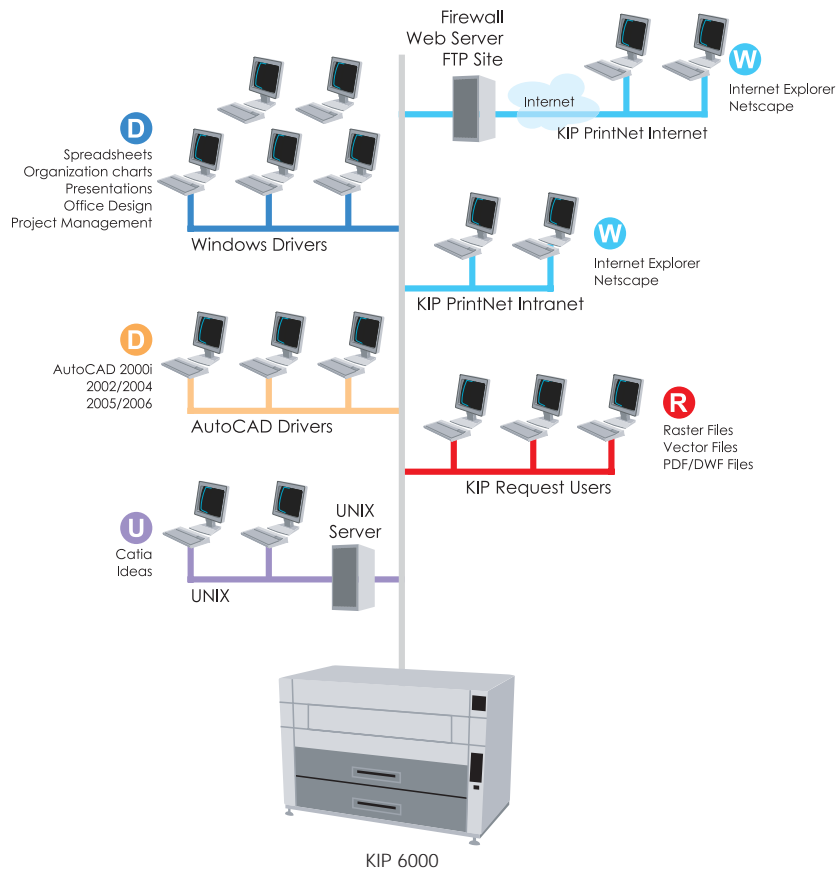 Firewall
Web Server
FTP Site
Internet
W
Internet Explorer
Netscape
KIP PrintNet Internet
D
Spreadsheets
Organization charts
Presentations
Office Design
Project Management
Windows Drivers
W
Internet Explorer
Netscape
KIP PrintNet Intranet
D
AutoCAD 2000i
2002/2004
2005/2006
AutoCAD Drivers
R
Raster Files
Vector Files
PDF/DWF Files
KIP Request Users
U
Catia
Ideas
UNIX
Server
UNIX
KIP 6000